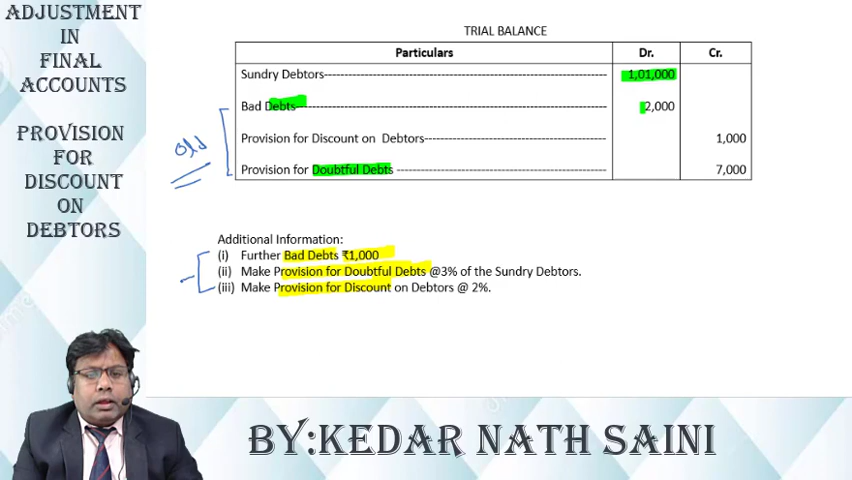 ADJUSTMENT
IN
FINAL
ACCOUNTS
PROVISION
FOR
DISCOUNT
ON
DEBTORS
TRIAL BALANCE
Particulars Dr. Cr.
Sundry Debtors 1,01,000
Bad Debts 2,000
Provision for Discount on Debtors 1,000
Provision for Doubtful Debts 7,000
old
Additional Information:
(i) Further Bad Debts ₹1,000
(ii) Make Provision for Doubtful Debts @3% of the Sundry Debtors.
(iii) Make Provision for Discount on Debtors @ 2%.
BY:KEDAR NATH SAINI